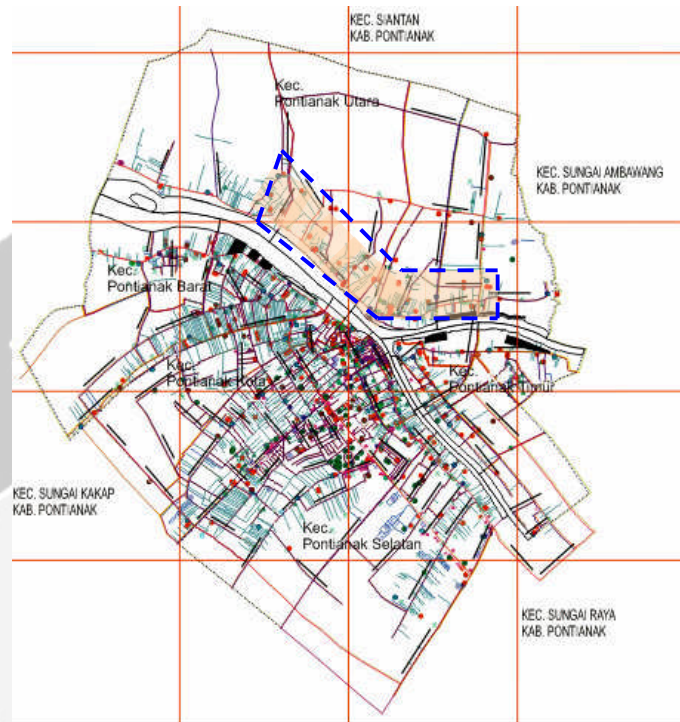 KEC. SIANTAN
KAB. PONTIANAK
Kec.
Pontianak Utara
KEC. SUNGAI AMBAWANG
KAB. PONTIANAK
Kec.
Pontianak Barat
Kec.
Pontianak Kota
Kec.
Pontianak Timur
KEC. SUNGAI KAKAP
KAB. PONTIANAK
Kec.
Pontianak Selatan
KEC. SUNGAI RAYA
KAB. PONTIANAK